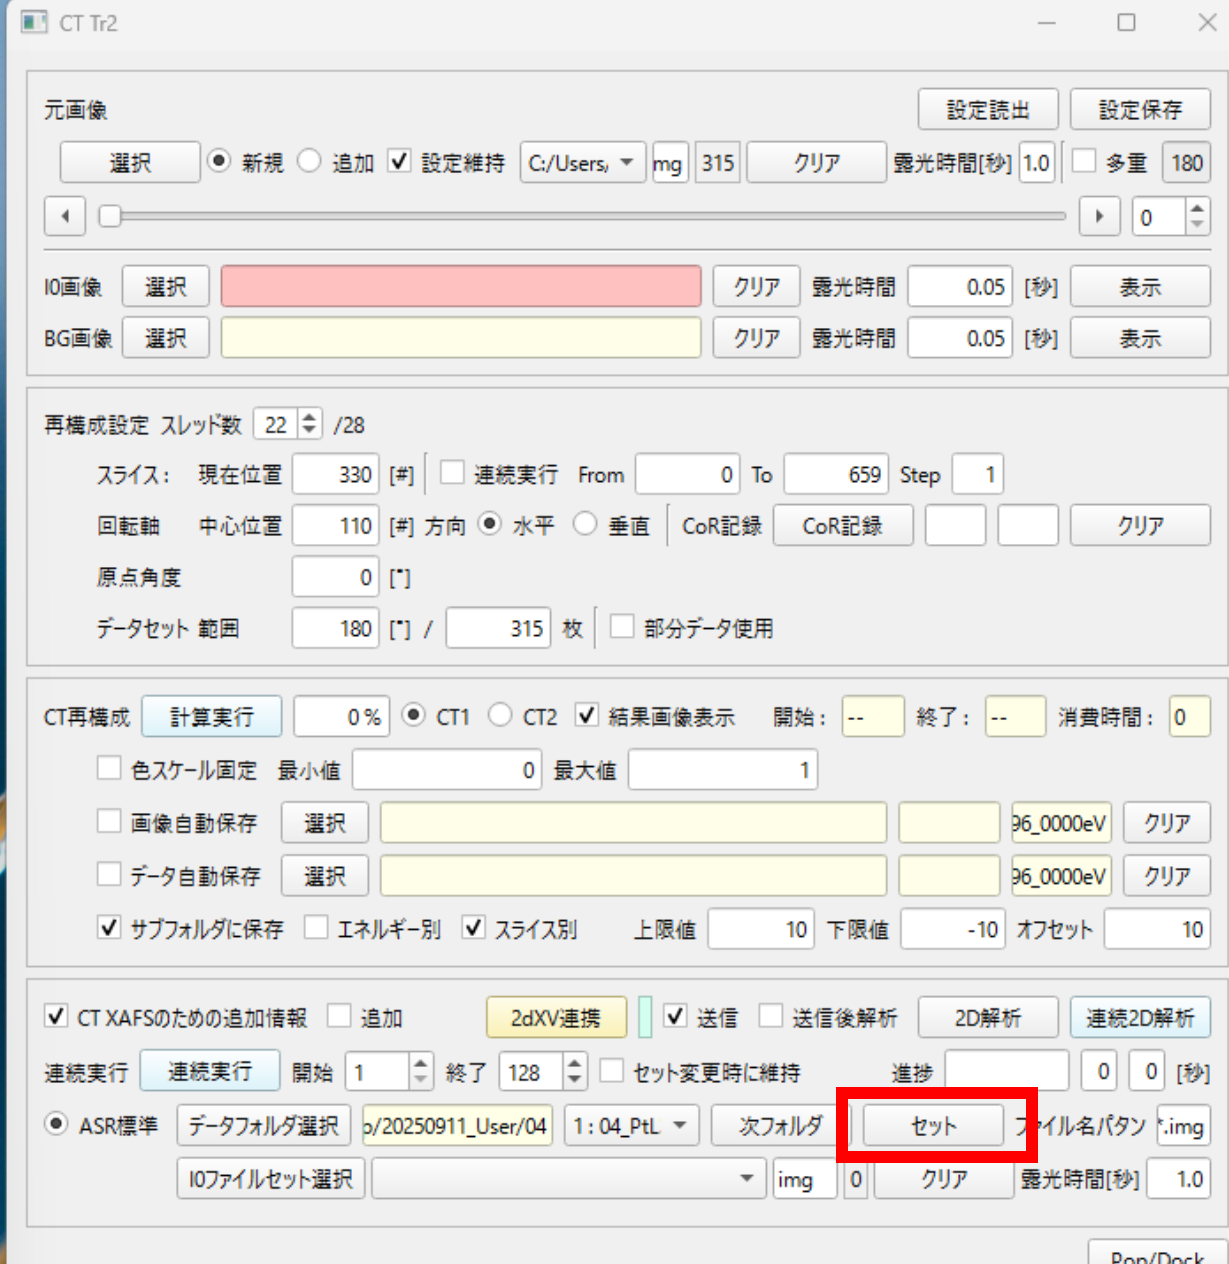 CT Tr2
元画像 設定読出 設定保存
選択 新規 追加 設定維持 C:/Users, mg 315 クリア 露光時間[秒] 1.0 多重 180
0
I0画像 選択 クリア 露光時間 0.05 [秒] 表示
BG画像 選択 クリア 露光時間 0.05 [秒] 表示
再構成設定 スレッド数 22 /28
スライス： 現在位置 330 [#] 連続実行 From 0 To 659 Step 1
回転軸 中心位置 110 [#] 方向 水平 垂直 CoR記録 CoR記録 クリア
原点角度 0 [°]
データセット 範囲 180 [°] / 315 枚 部分データ使用
CT再構成 計算実行 0 % CT1 CT2 結果画像表示 開始： -- 終了： -- 消費時間： 0
色スケール固定 最小値 0 最大値 1
画像自動保存 選択 96_0000eV クリア
データ自動保存 選択 96_0000eV クリア
サブフォルダに保存 エネルギー別 スライス別 上限値 10 下限値 -10 オフセット 10
CT XAFSのための追加情報 追加 2dXV連携 送信 送信後解析 2D解析 連続2D解析
連続実行 連続実行 開始 1 終了 128 セット変更時に維持 進捗 0 0 [秒]
ASR標準 データフォルダ選択 o/20250911_User/04 1 : 04_PtL 次フォルダ セット ファイル名パタン *.img
I0ファイルセット選択 img 0 クリア 露光時間[秒] 1.0
Pop/Dock